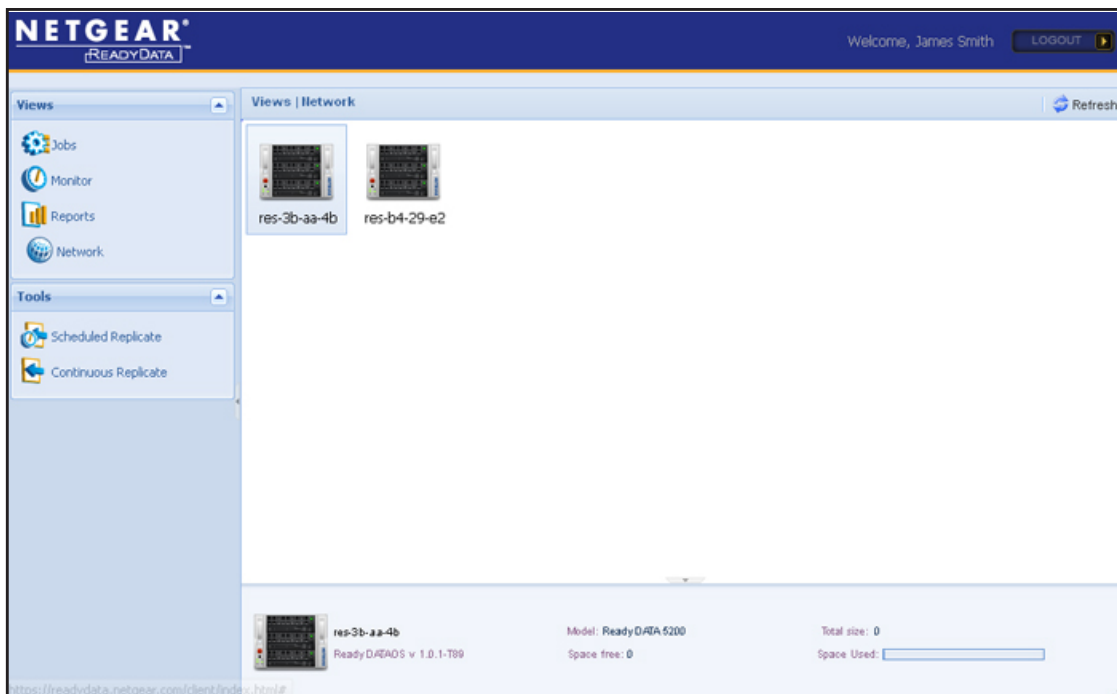 NETGEAR®
READYDATA™
Welcome, James Smith
LOGOUT
Views
Views | Network
Refresh
Jobs
Monitor
Reports
Network
res-3b-aa-4b
res-b4-29-e2
Tools
Scheduled Replicate
Continuous Replicate
res-3b-aa-4b
ReadyDATAOS v 1.0.1-T89
Model: ReadyDATA 5200
Space free: 0
Total size: 0
Space Used:
https://readydata.netgear.com/client/index.html#